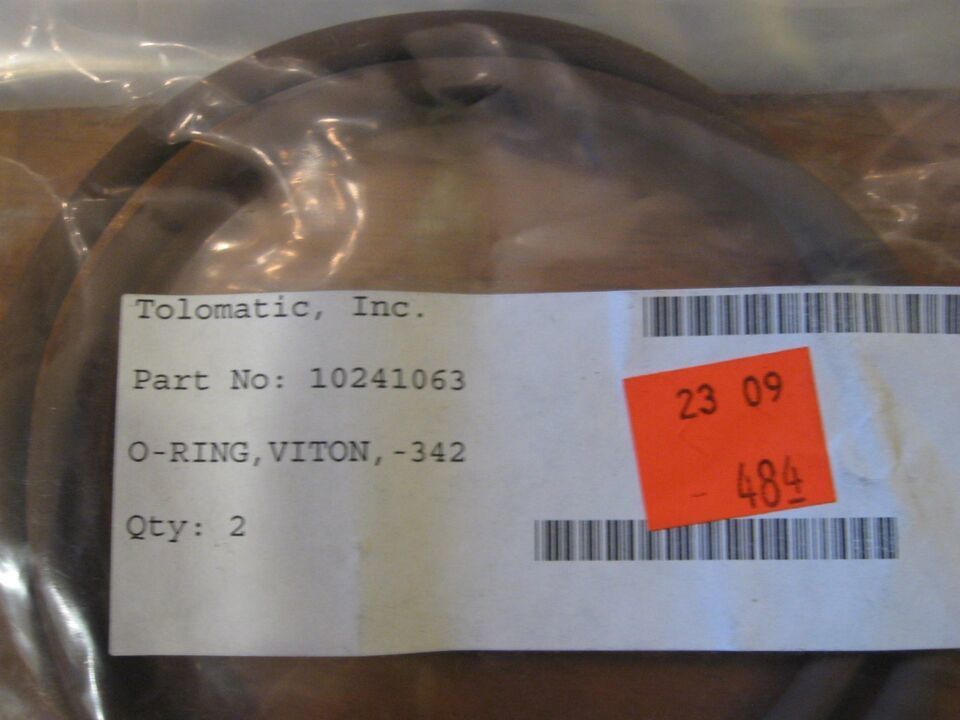 Tolomatic, Inc.
Part No: 10241063
O-RING,VITON,-342
Qty: 2
23 09
- 484